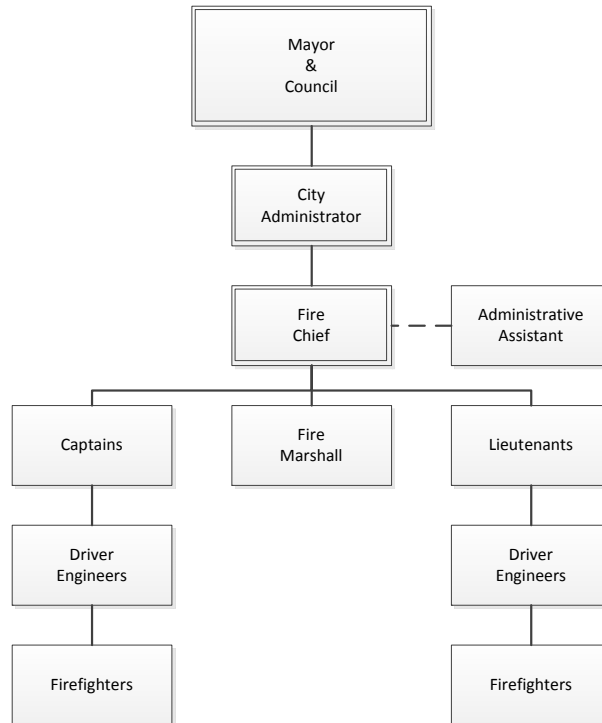 Mayor
&
Council
City
Administrator
Fire
Chief
Administrative
Assistant
Captains
Fire
Marshall
Lieutenants
Driver
Engineers
Driver
Engineers
Firefighters
Firefighters